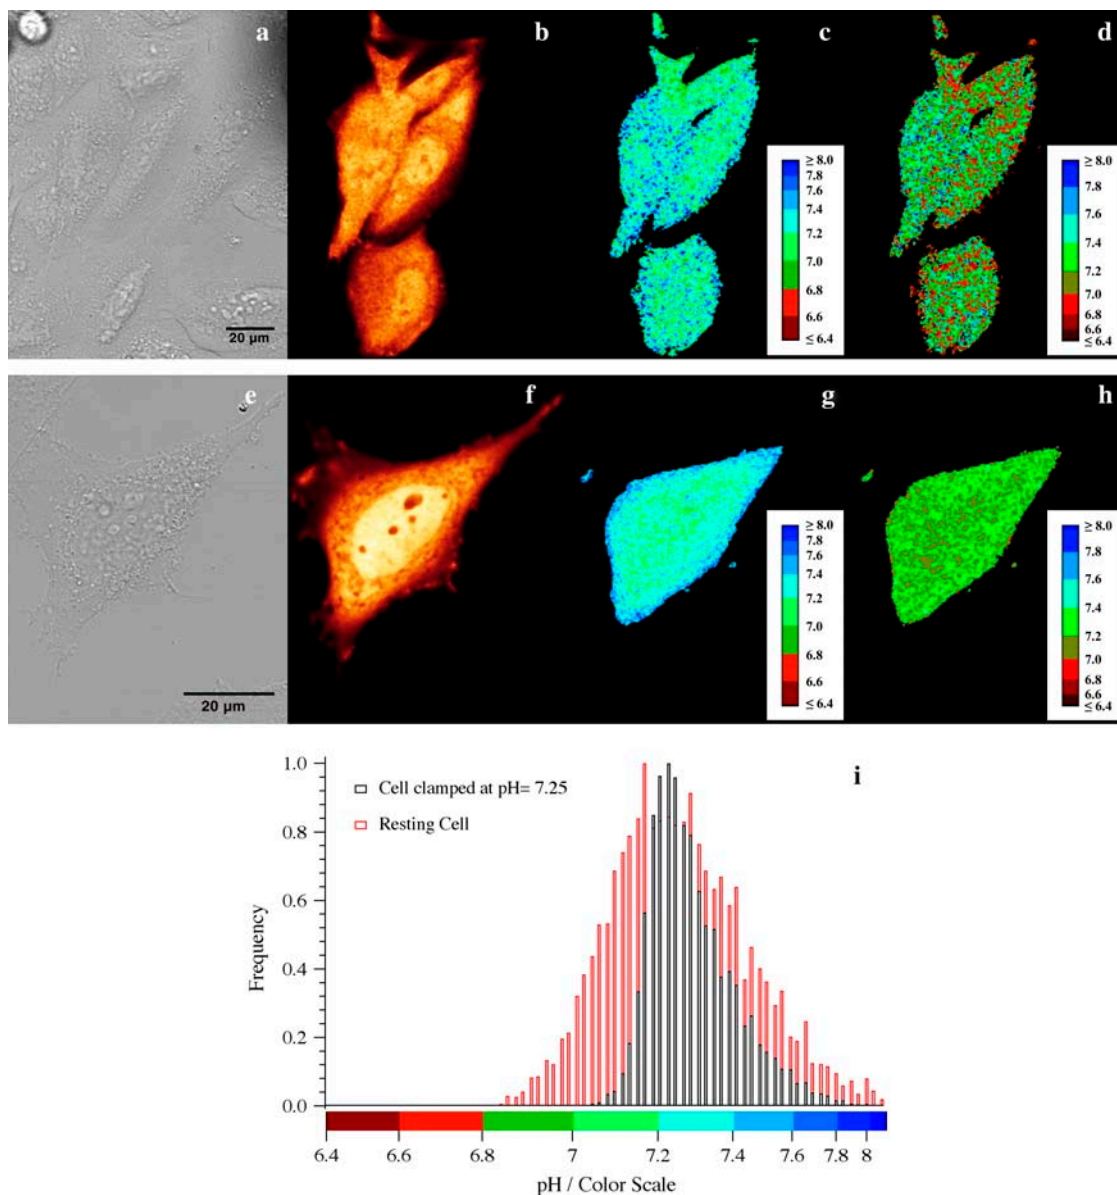 a
b
c
d
≥ 8.0
7.8
7.6
7.4
7.2
7.0
6.8
6.6
≤ 6.4
≥ 8.0
7.8
7.6
7.4
7.2
7.0
6.8
6.6
≤ 6.4
20 µm
e
f
g
h
≥ 8.0
7.8
7.6
7.4
7.2
7.0
6.8
6.6
≤ 6.4
≥ 8.0
7.8
7.6
7.4
7.2
7.0
6.8
6.6
≤ 6.4
20 µm
i
1.0
0.8
0.6
0.4
0.2
0.0
Frequency
Cell clamped at pH= 7.25
Resting Cell
6.4 6.6 6.8 7 7.2 7.4 7.6 7.8 8
pH / Color Scale